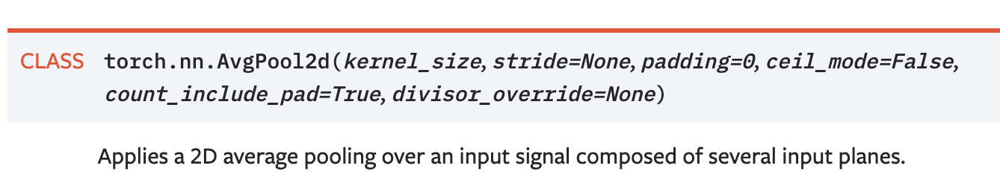 CLASS torch.nn.AvgPool2d(kernel_size, stride=None, padding=0, ceil_mode=False,
count_include_pad=True, divisor_override=None)
Applies a 2D average pooling over an input signal composed of several input planes.